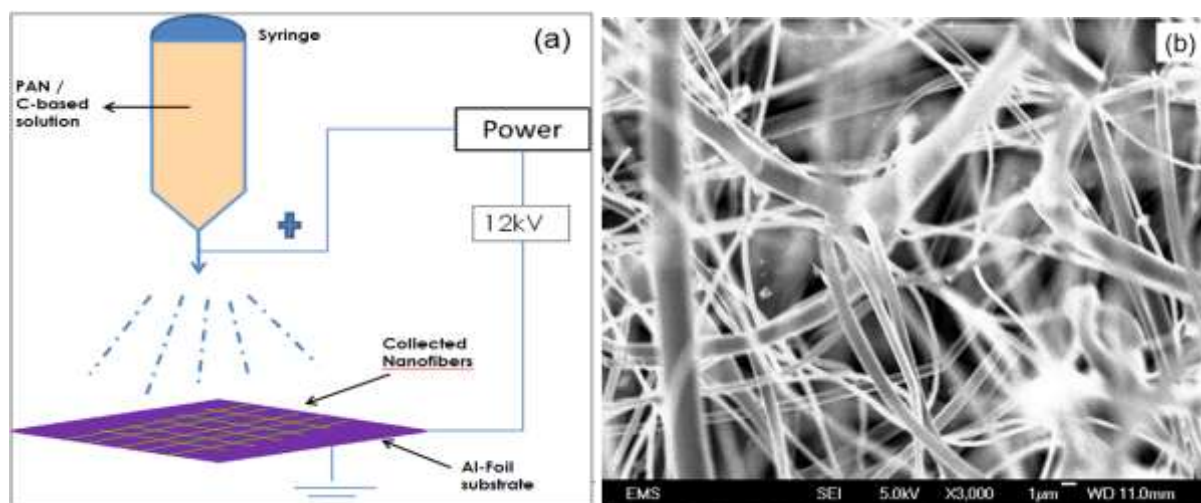 Syringe
(a)
PAN /
C-based
solution
Power
12kV
Collected
Nanofibers
Al-Foil
substrate
(b)
EMS SEI 5.0kV X3,000 1μm WD 11.0mm